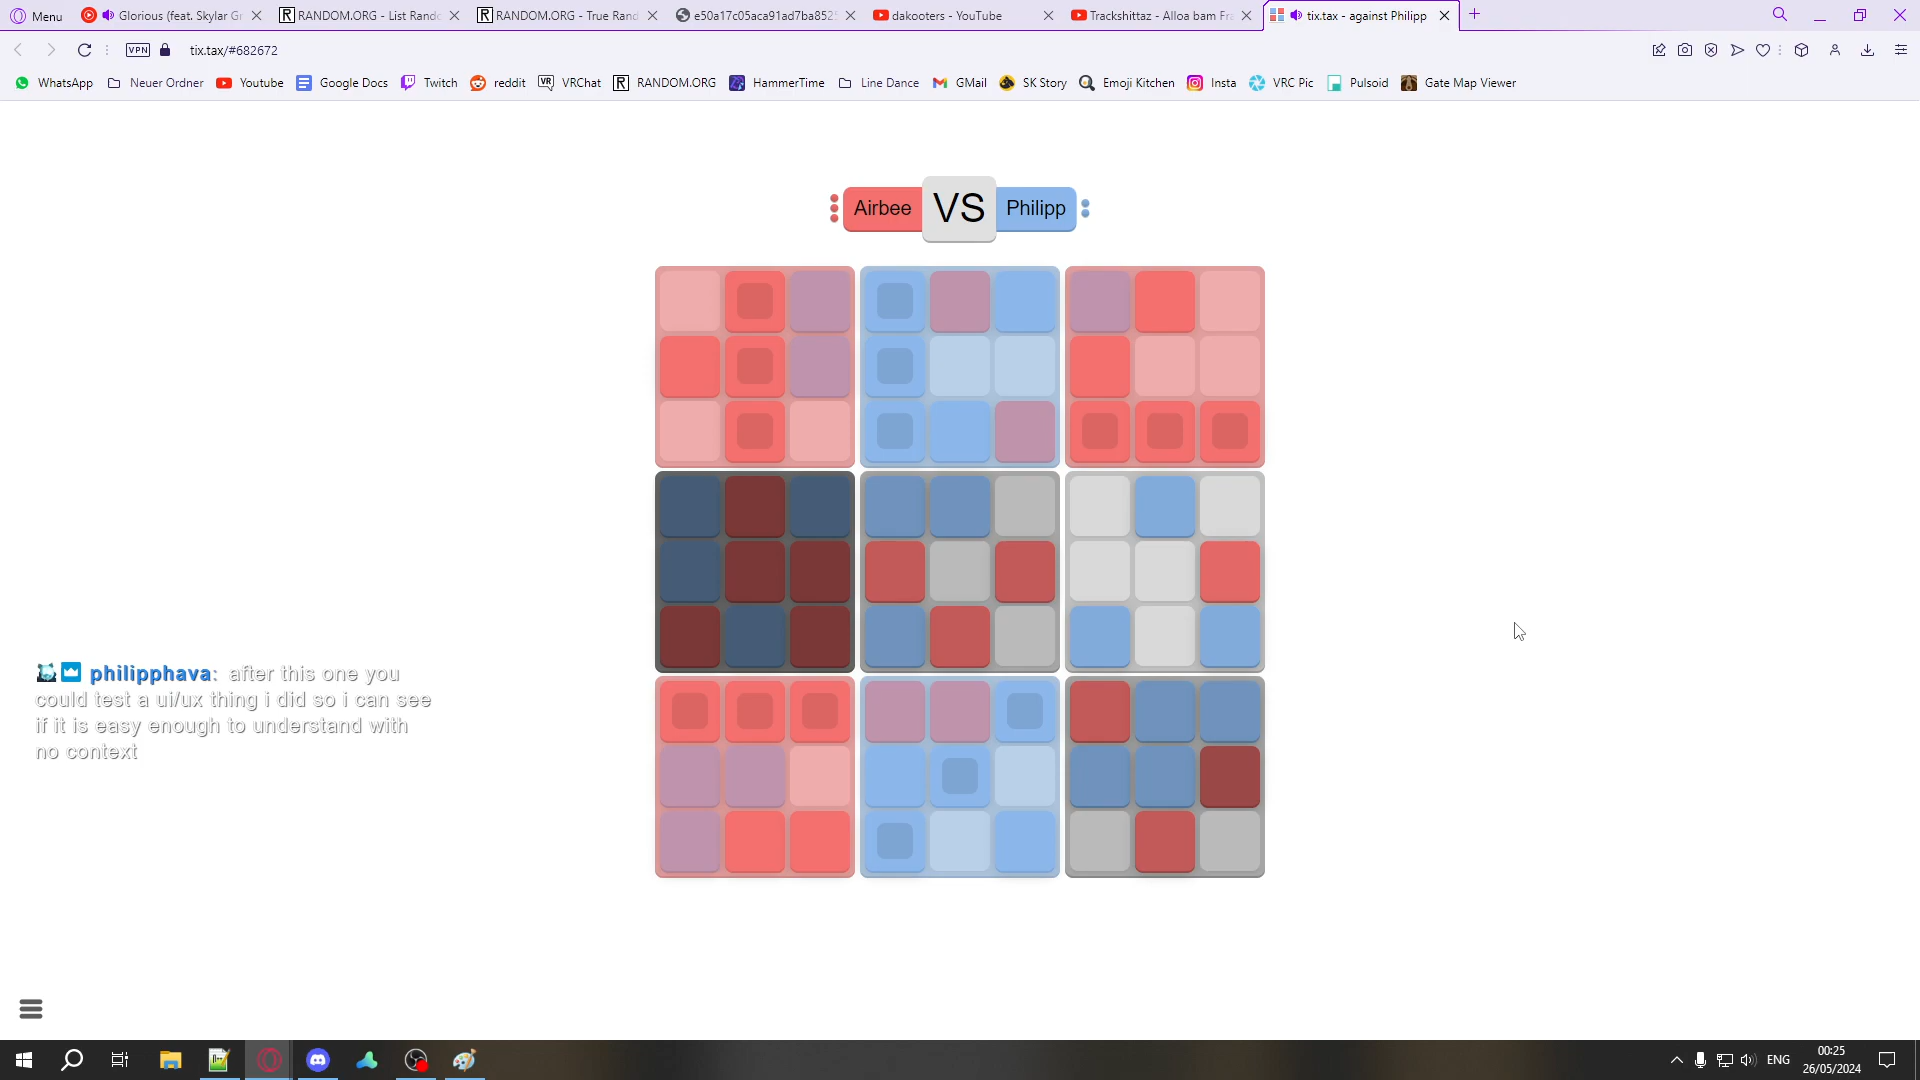 Menu
Glorious (feat. Skylar Gr
RANDOM.ORG - List Rando
RANDOM.ORG - True Rand
e50a17c05aca91ad7ba852
dakooters - YouTube
Trackshittaz - Alloa bam Fra
tix.tax - against Philipp
VPN
tix.tax/#682672
WhatsApp
Neuer Ordner
Youtube
Google Docs
Twitch
reddit
VR
VRChat
R
RANDOM.ORG
HammerTime
Line Dance
GMail
SK Story
Emoji Kitchen
Insta
VRC Pic
Pulsoid
Gate Map Viewer
Airbee
VS
Philipp
philipphava: after this one you
could test a ui/ux thing i did so i can see
if it is easy enough to understand with
no context
ENG
00:25
26/05/2024